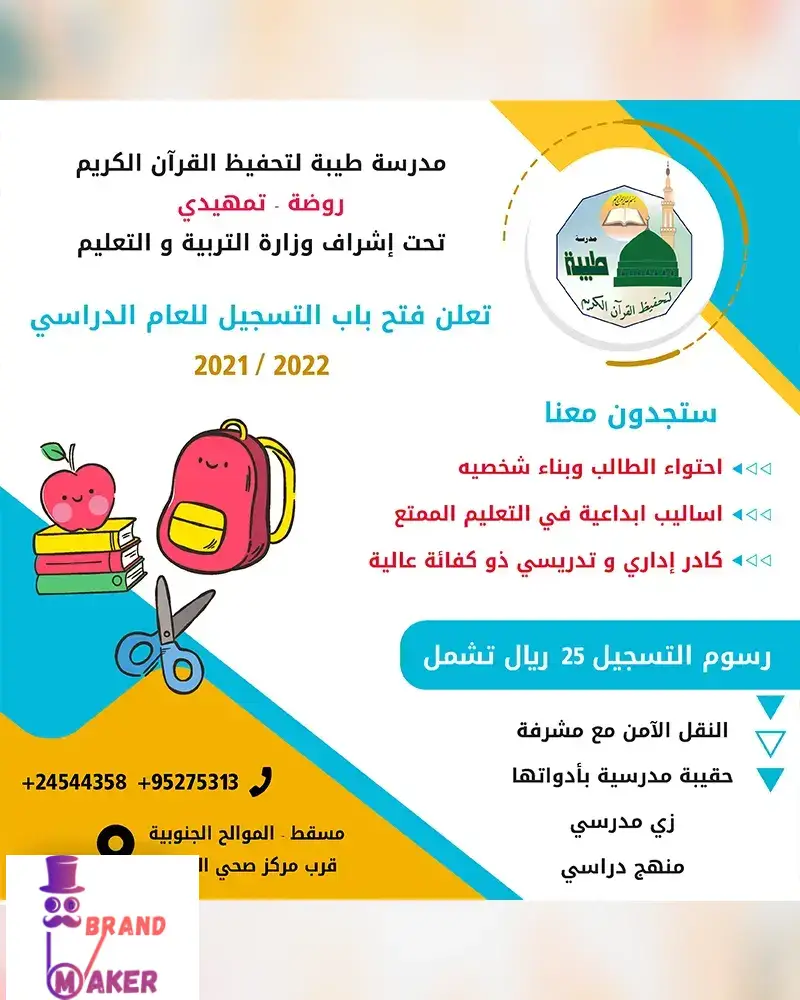 مدرسة طيبة لتحفيظ القرآن الكريم
روضة - تمهيدي
تحت إشراف وزارة التربية و التعليم
مدرسة
طيبة
لتحفيظ القرآن الكريم
تعلن فتح باب التسجيل للعام الدراسي
2021 / 2022
ستجدون معنا
احتواء الطالب وبناء شخصيه
اساليب ابداعية في التعليم الممتع
كادر إداري و تدريسي ذو كفائة عالية
رسوم التسجيل 25 ريال تشمل
النقل الآمن مع مشرفة
حقيبة مدرسية بأدواتها
زي مدرسي
منهج دراسي
+24544358 +95275313
مسقط - الموالح الجنوبية
قرب مركز صحي
BRAND
MAKER